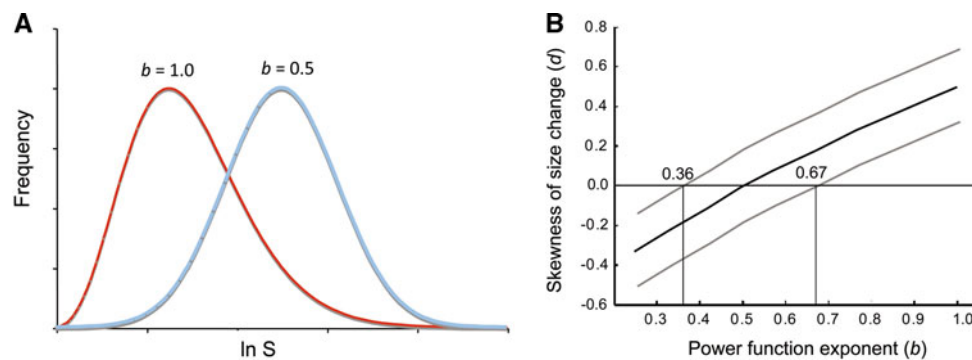 A
b = 1.0
b = 0.5
Frequency
ln S
B
Skewness of size change (d)
0.8
0.6
0.4
0.2
0.0
-0.2
-0.4
-0.6
0.36
0.67
0.3 0.4 0.5 0.6 0.7 0.8 0.9 1.0
Power function exponent (b)